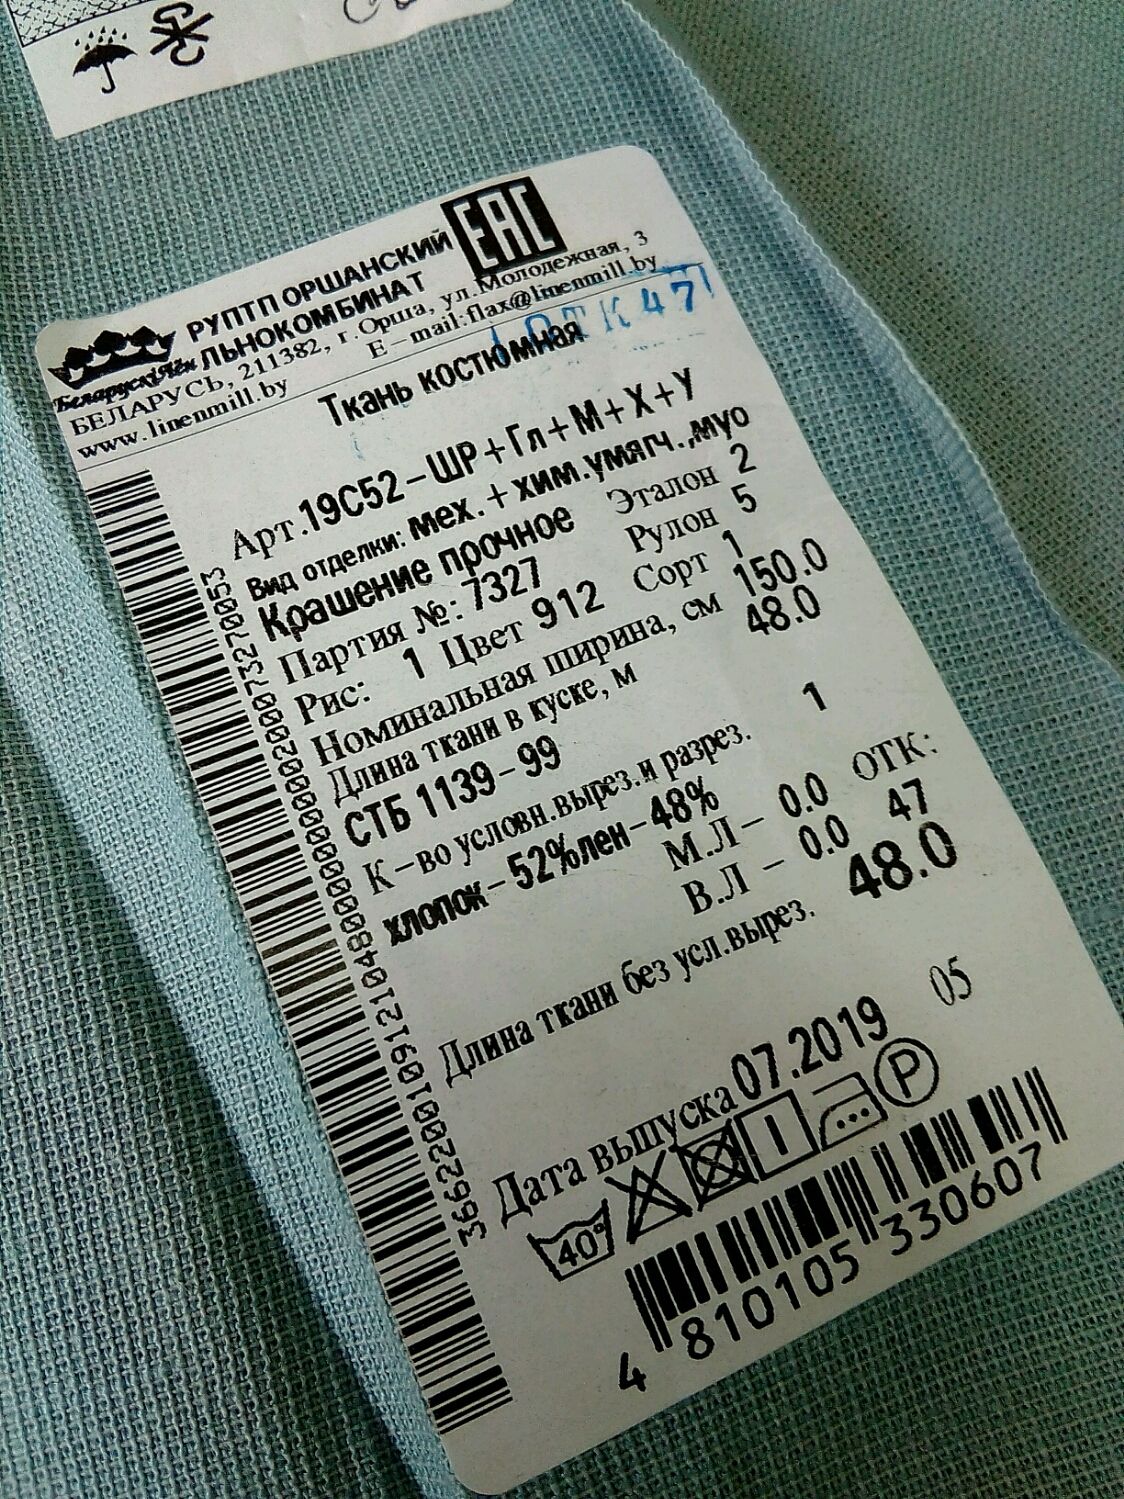 РУПТП ОРШАНСКИЙ
ЛЬНОКОМБИНАТ
ЕАС
Беларускі лён
БЕЛАРУСЬ, 211382, г.Орша, ул.Молодежная, 3
www.linenmill.by E-mail:flax@linenmill.by
ОТК 47
Ткань костюмная
Арт.19С52-ШР+Гл+М+Х+У
Вид отделки: мех.+хим.умягч.,муо
Крашение прочное Эталон 2
Партия №: 7327 Рулон 5
Рис: 1 Цвет 912 Сорт 1
Номинальная ширина, см 150.0
Длина ткани в куске, м 48.0
СТБ 1139-99
К-во условн.вырез.и разрез. 1
хлопок-52%лен-48%
М.Л- 0.0 ОТК:
В.Л - 0.0 47
Длина ткани без усл.вырез. 48.0
05
Дата выпуска 07.2019
40° P
4 810105 330607